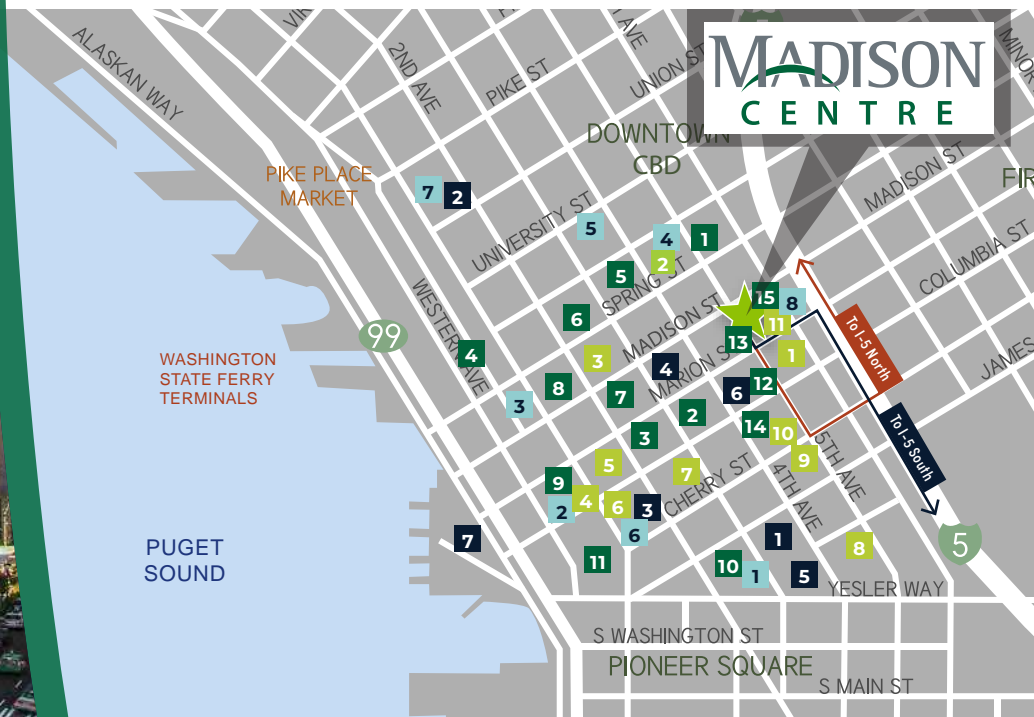 MADISON
CENTRE
ALASKAN WAY
VIR
2ND AVE
PIKE ST
AVE
UNION ST
MINO
DOWNTOWN
CBD
MADISON ST
FIR
PIKE PLACE
MARKET
7
2
UNIVERSITY ST
5
4
1
2
COLUMBIA ST
5
SPRING ST
15
8
WESTERN AVE
6
MADISON ST
11
To I-5 North
99
13
JAMES
WASHINGTON
STATE FERRY
TERMINALS
4
3
4
MARION S
1
8
7
6
12
3
2
14
10
To I-5 South
3
5
7
9
5TH AVE
4TH AVE
CHERRY ST
9
2
4
6
3
6
7
1
8
5
PUGET
SOUND
11
10
1
5
YESLER WAY
S WASHINGTON ST
PIONEER SQUARE
S MAIN ST